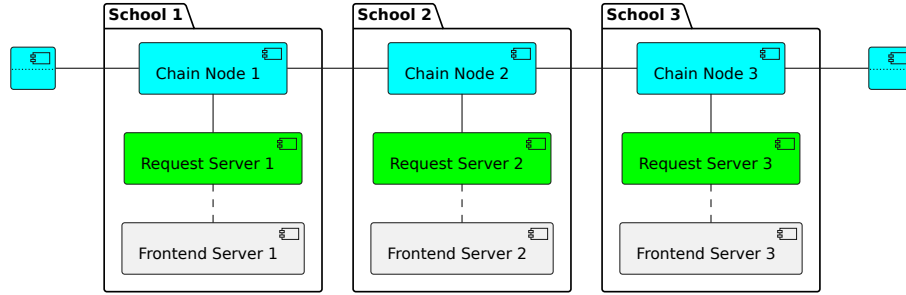 School 1
School 2
School 3
Chain Node 1
Chain Node 2
Chain Node 3
Request Server 1
Request Server 2
Request Server 3
Frontend Server 1
Frontend Server 2
Frontend Server 3